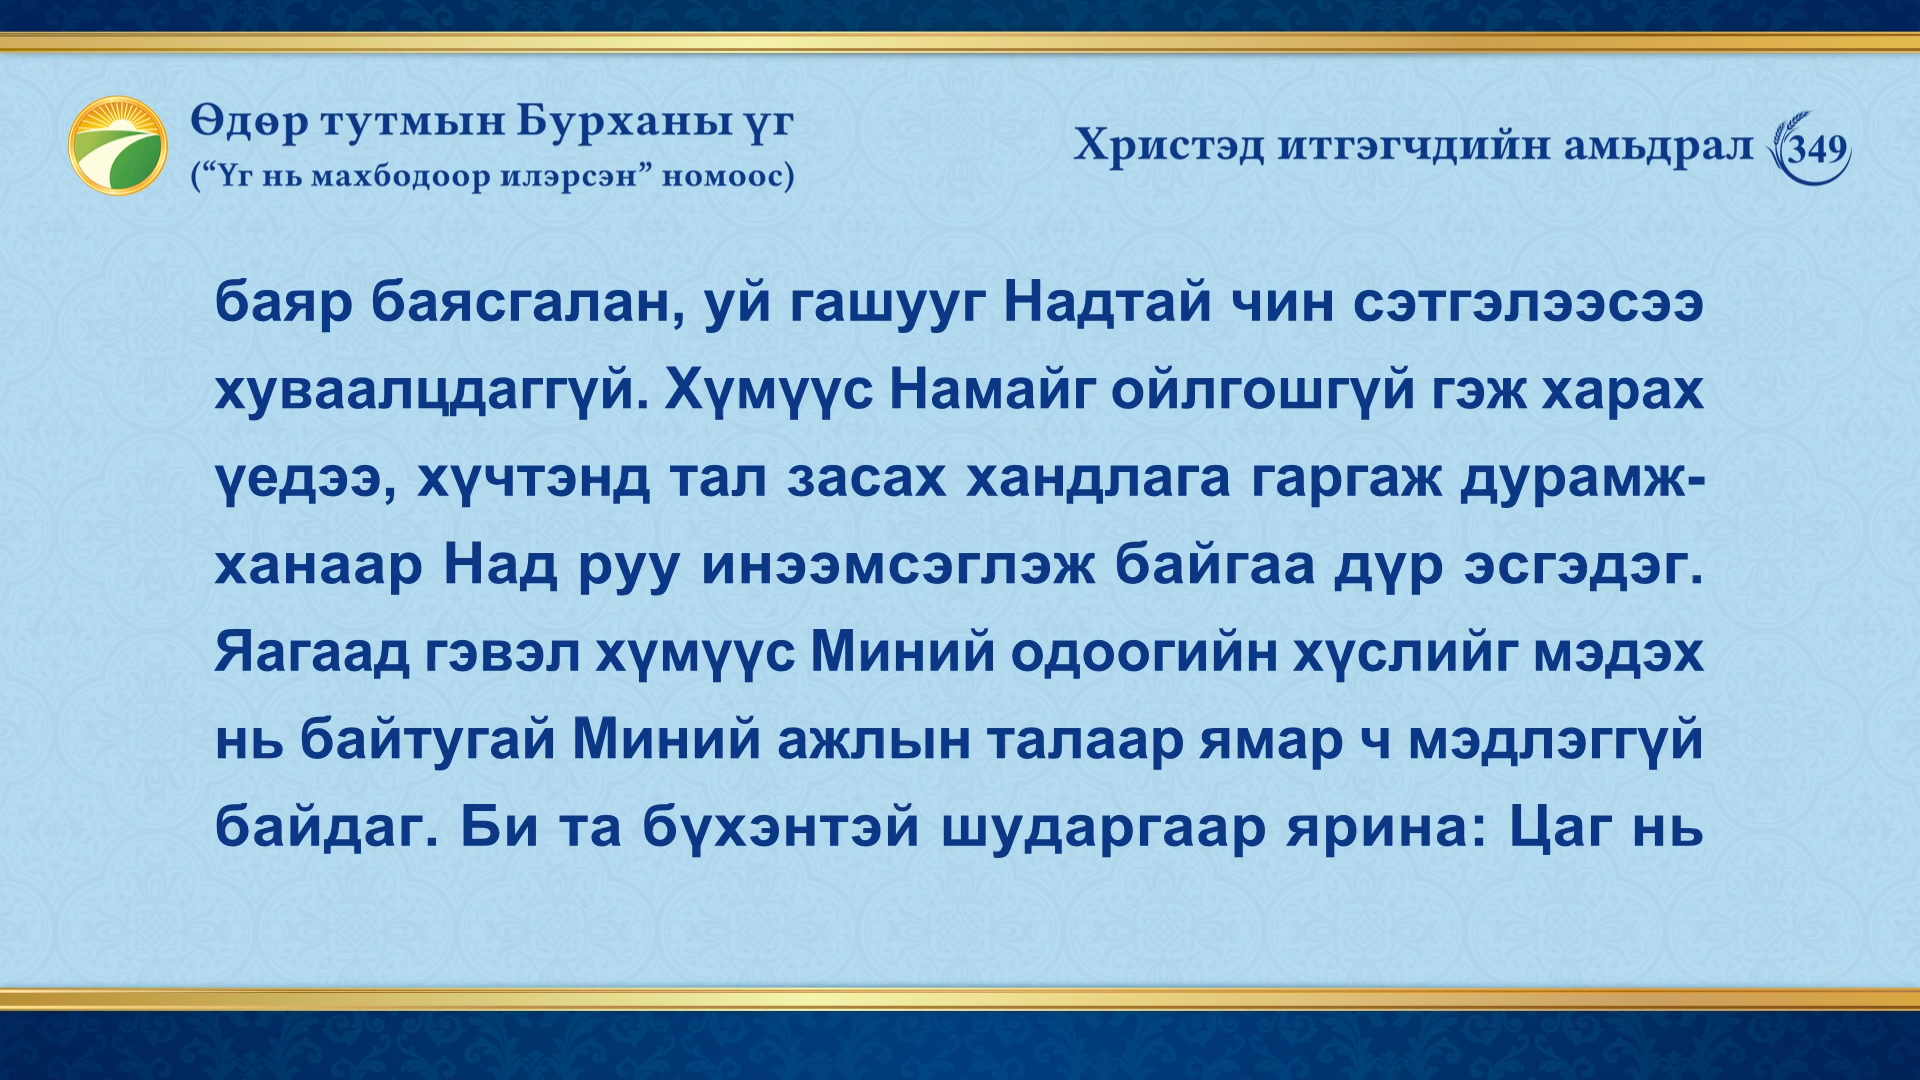 Өдөр тутмын Бурханы үг
(“Үг нь махбодоор илэрсэн” номоос)
Христэд итгэгчдийн амьдрал 349
баяр баясгалан, уй гашууг Надтай чин сэтгэлээсээ
хуваалцдаггүй. Хүмүүс Намайг ойлгошгүй гэж харах
үедээ, хүчтэнд тал засах хандлага гаргаж дурамж-
ханаар Над руу инээмсэглэж байгаа дүр эсгэдэг.
Яагаад гэвэл хүмүүс Миний одоогийн хүслийг мэдэх
нь байтугай Миний ажлын талаар ямар ч мэдлэггүй
байдаг. Би та бүхэнтэй шударгаар ярина: Цаг нь